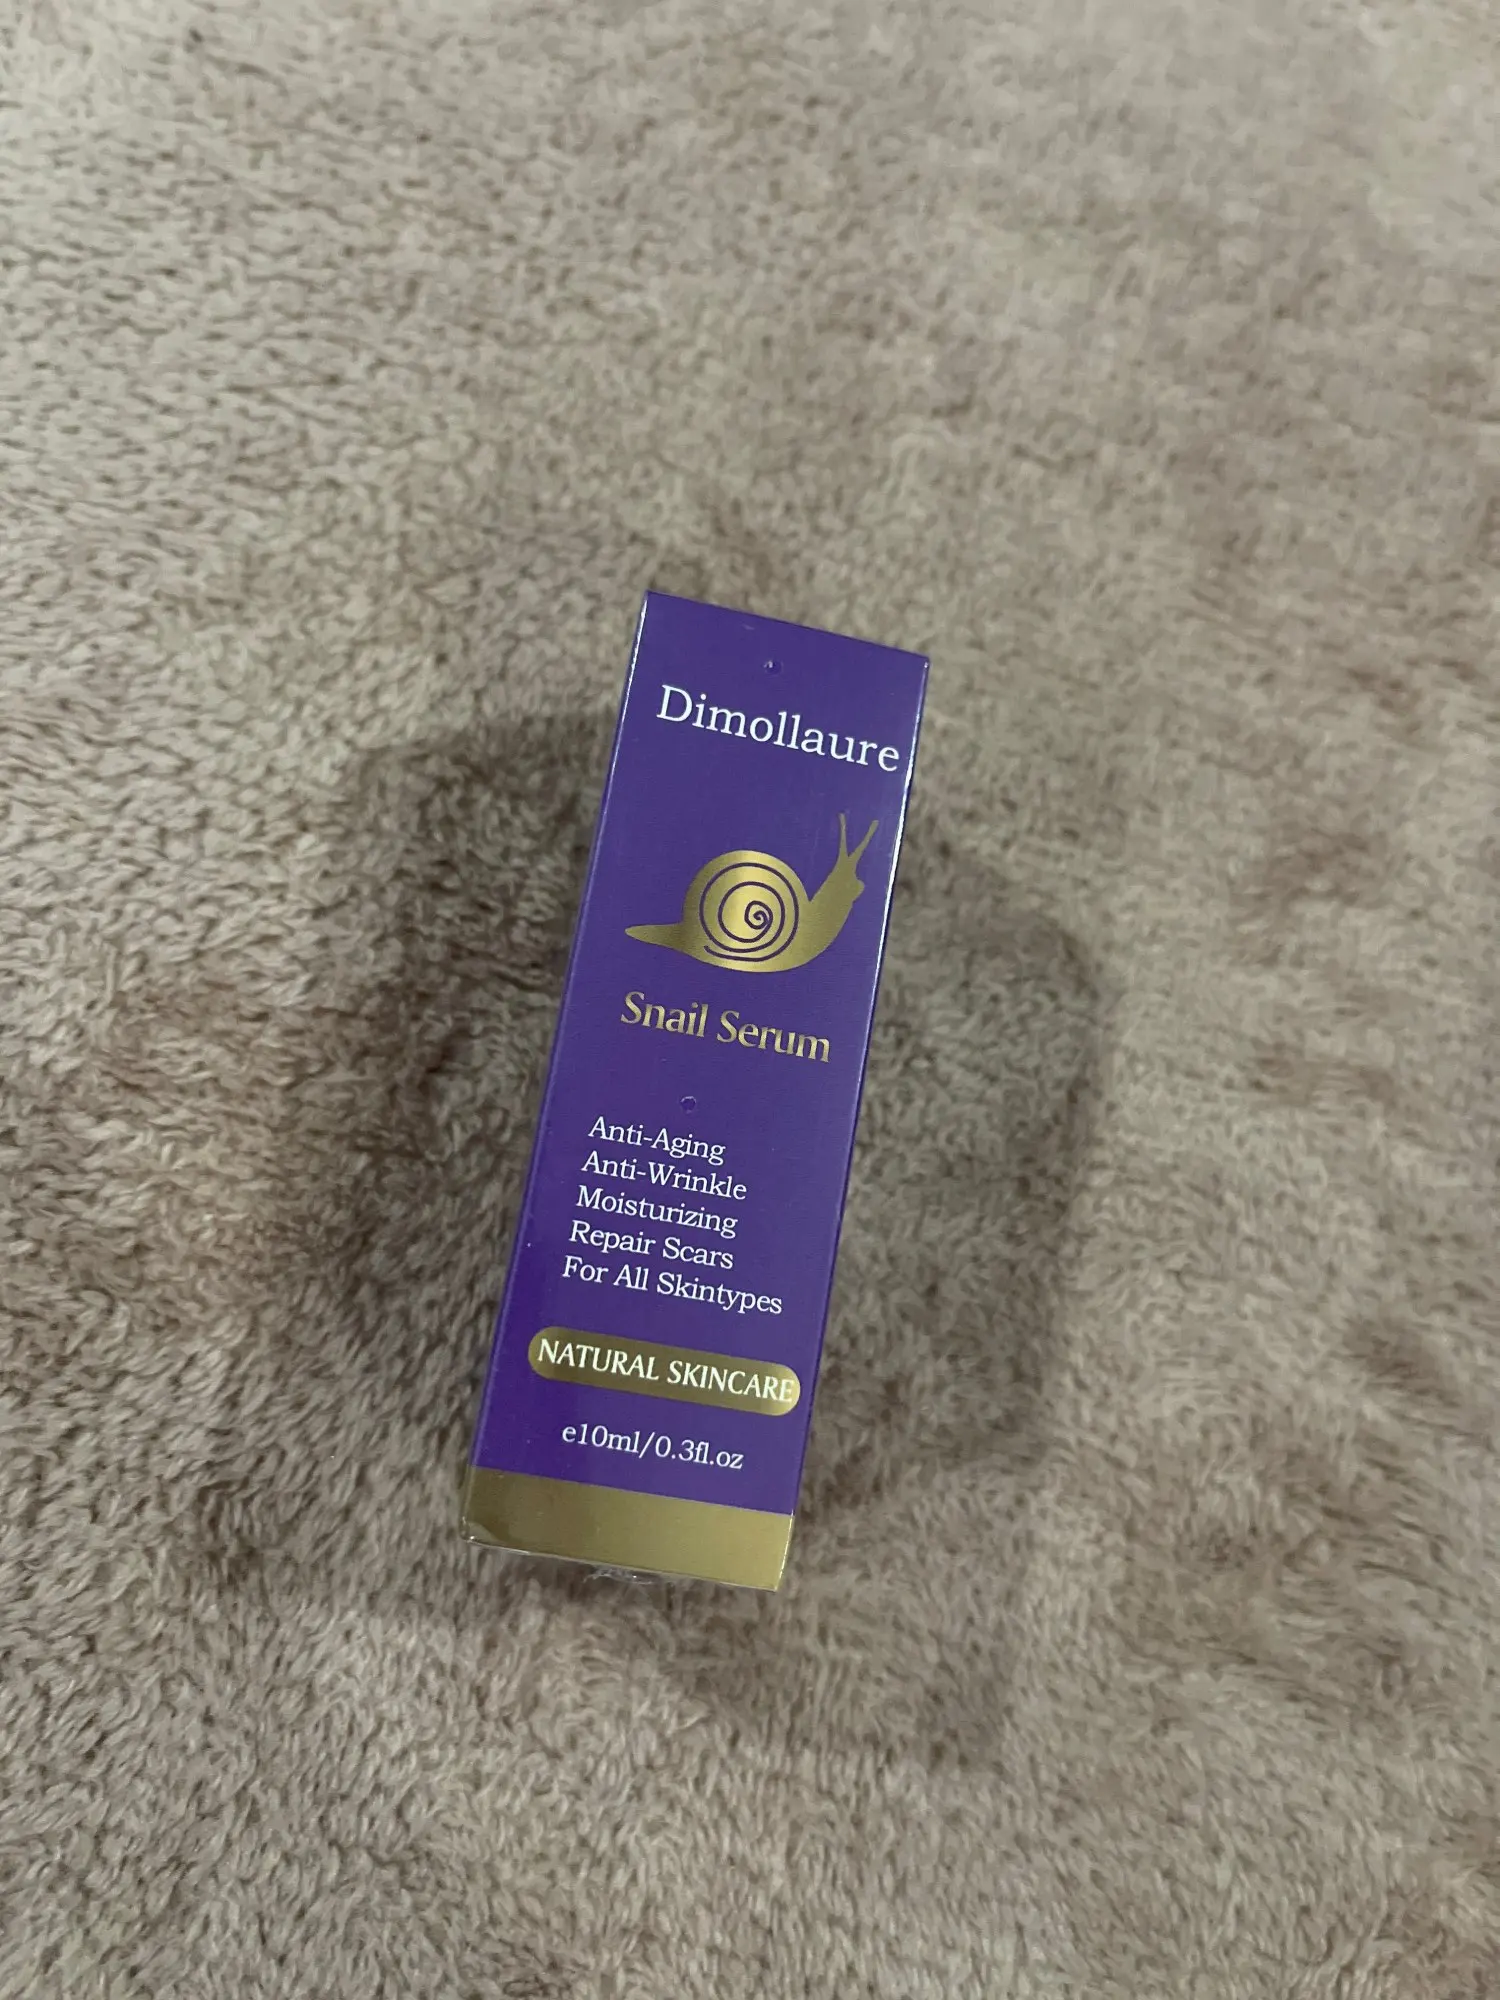 Dimollaure
Snail Serum
Anti-Aging
Anti-Wrinkle
Moisturizing
Repair Scars
For All Skintypes
NATURAL SKINCARE
e10ml/0.3fl.oz